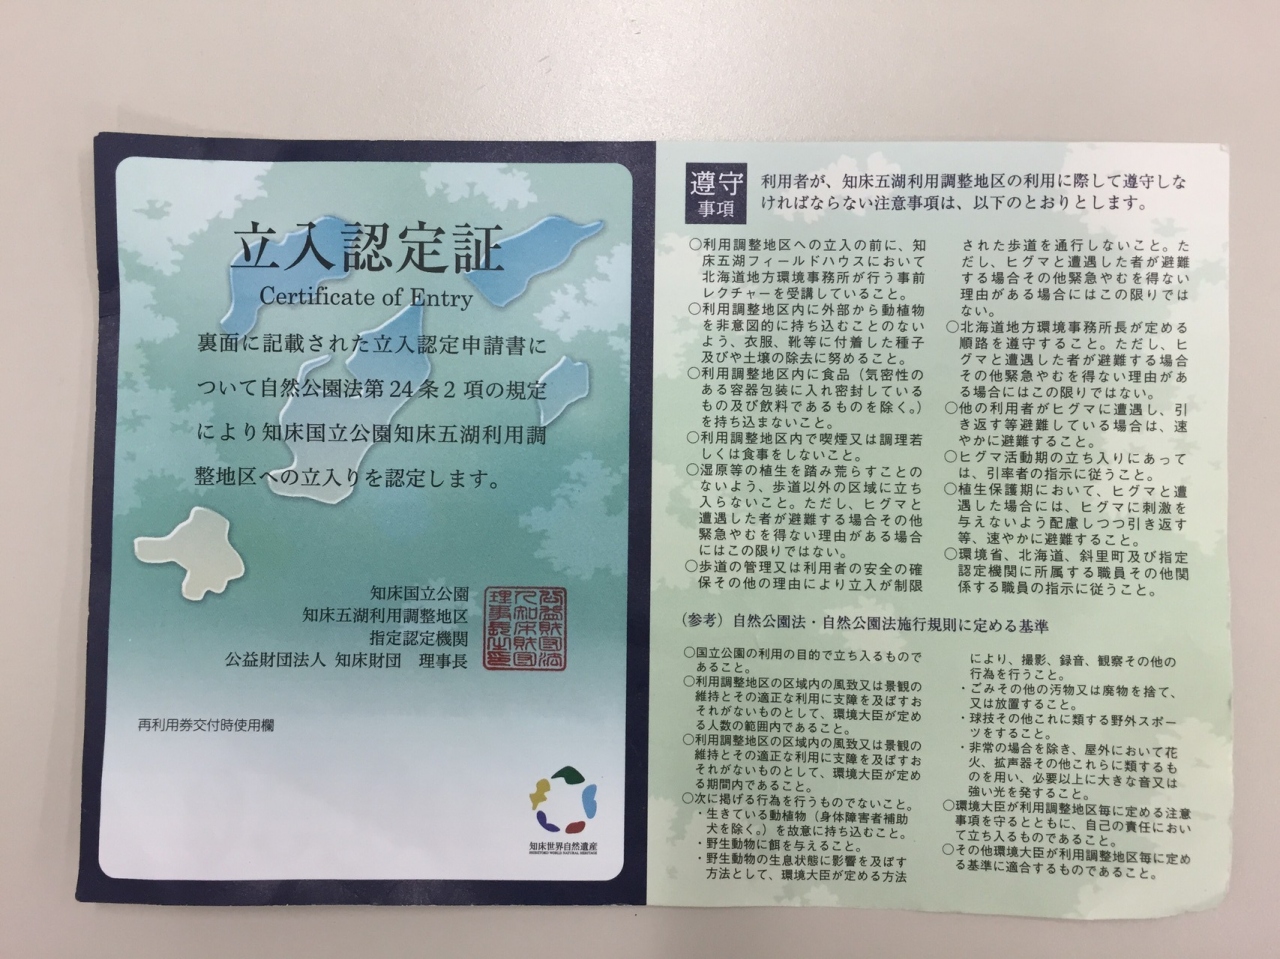 立入認定証
Certificate of Entry
裏面に記載された立入認定申請書に
ついて自然公園法第24条2項の規定
により知床国立公園知床五湖利用調
整地区への立入りを認定します。
知床国立公園
知床五湖利用調整地区
指定認定機関
公益財団法人 知床財団 理事長
再利用券交付時使用欄
知床世界自然遺産
SHIRETOKO WORLD NATURAL HERITAGE
遵守
事項
利用者が、知床五湖利用調整地区の利用に際して遵守しな
ければならない注意事項は、以下のとおりとします。
○利用調整地区への立入の前に、知
床五湖フィールドハウスにおいて
北海道地方環境事務所が行う事前
レクチャーを受講していること。
○利用調整地区内に外部から動植物
を非意図的に持ち込むことのない
よう、衣服、靴等に付着した種子
及びや土壌の除去に努めること。
○利用調整地区内に食品（気密性の
ある容器包装に入れ密封している
もの及び飲料であるものを除く。）
を持ち込まないこと。
○利用調整地区内で喫煙又は調理若
しくは食事をしないこと。
○湿原等の植生を踏み荒らすことの
ないよう、歩道以外の区域に立ち
入らないこと。ただし、ヒグマと
遭遇した者が避難する場合その他
緊急やむを得ない理由がある場合
にはこの限りではない。
○歩道の管理又は利用者の安全の確
保その他の理由により立入が制限
された歩道を通行しないこと。た
だし、ヒグマと遭遇した者が避難
する場合その他緊急やむを得ない
理由がある場合にはこの限りでは
ない。
○北海道地方環境事務所長が定める
順路を遵守すること。ただし、ヒ
グマと遭遇した者が避難する場合
その他緊急やむを得ない理由があ
る場合にはこの限りではない。
○他の利用者がヒグマに遭遇し、引
き返す等避難している場合は、速
やかに避難すること。
○ヒグマ活動期の立ち入りにあって
は、引率者の指示に従うこと。
○植生保護期において、ヒグマと遭
遇した場合には、ヒグマに刺激を
与えないよう配慮しつつ引き返す
等、速やかに避難すること。
○環境省、北海道、斜里町及び指定
認定機関に所属する職員その他関
係する職員の指示に従うこと。
（参考）自然公園法・自然公園法施行規則に定める基準
○国立公園の利用の目的で立ち入るもので
あること。
○利用調整地区の区域内の風致又は景観の
維持とその適正な利用に支障を及ぼすお
それがないものとして、環境大臣が定め
る人数の範囲内であること。
○利用調整地区の区域内の風致又は景観の
維持とその適正な利用に支障を及ぼすお
それがないものとして、環境大臣が定め
る期間内であること。
○次に掲げる行為を行うものでないこと。
・生きている動植物（身体障害者補助
犬を除く。）を故意に持ち込むこと。
・野生動物に餌を与えること。
・野生動物の生息状態に影響を及ぼす
方法として、環境大臣が定める方法
により、撮影、録音、観察その他の
行為を行うこと。
・ごみその他の汚物又は廃物を捨て、
又は放置すること。
・球技その他これに類する野外スポー
ツをすること。
・非常の場合を除き、屋外において花
火、拡声器その他これらに類するも
のを用い、必要以上に大きな音又は
強い光を発すること。
○環境大臣が利用調整地区毎に定める注意
事項を守るとともに、自己の責任におい
て立ち入るものであること。
○その他環境大臣が利用調整地区毎に定め
る基準に適合するものであること。